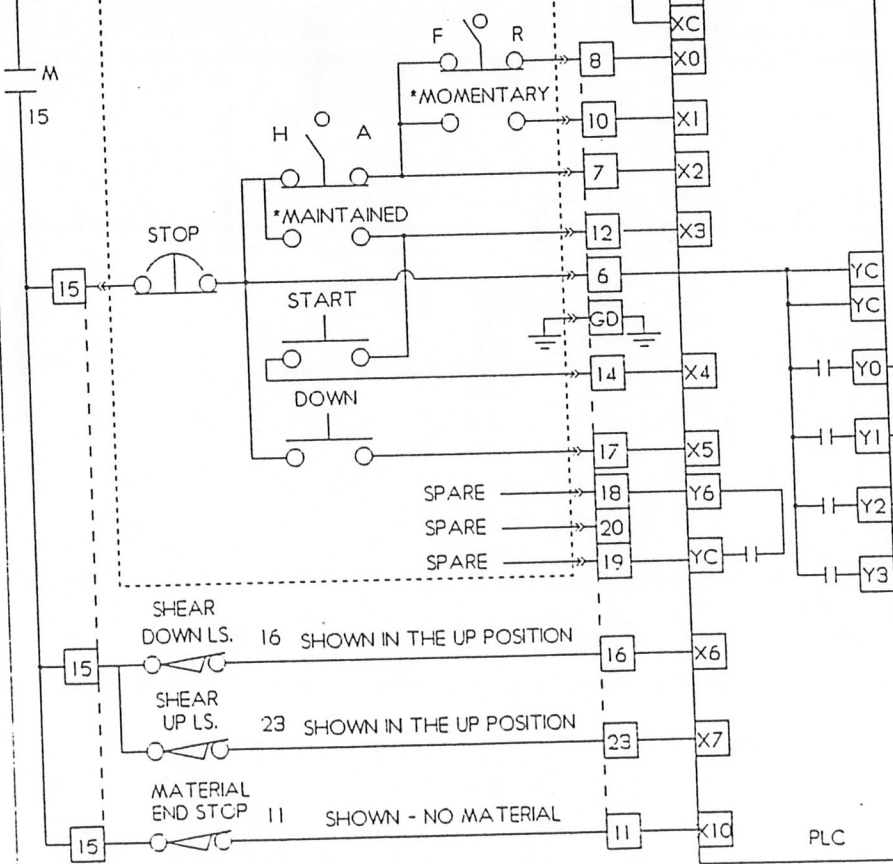 XC
F R
M
8 X0
*MOMENTARY
15
10 X1
H A
7 X2
*MAINTAINED
12 X3
STOP
15
6 YC
START
GD YC
14 X4 Y0
DOWN
17 X5 Y1
SPARE 18 Y6 Y2
SPARE 20
SPARE 19 YC Y3
SHEAR
DOWN LS. 16 SHOWN IN THE UP POSITION
15 16 X6
SHEAR
UP LS. 23 SHOWN IN THE UP POSITION
23 X7
MATERIAL
END STOP 11 SHOWN - NO MATERIAL
15 11 X10 PLC